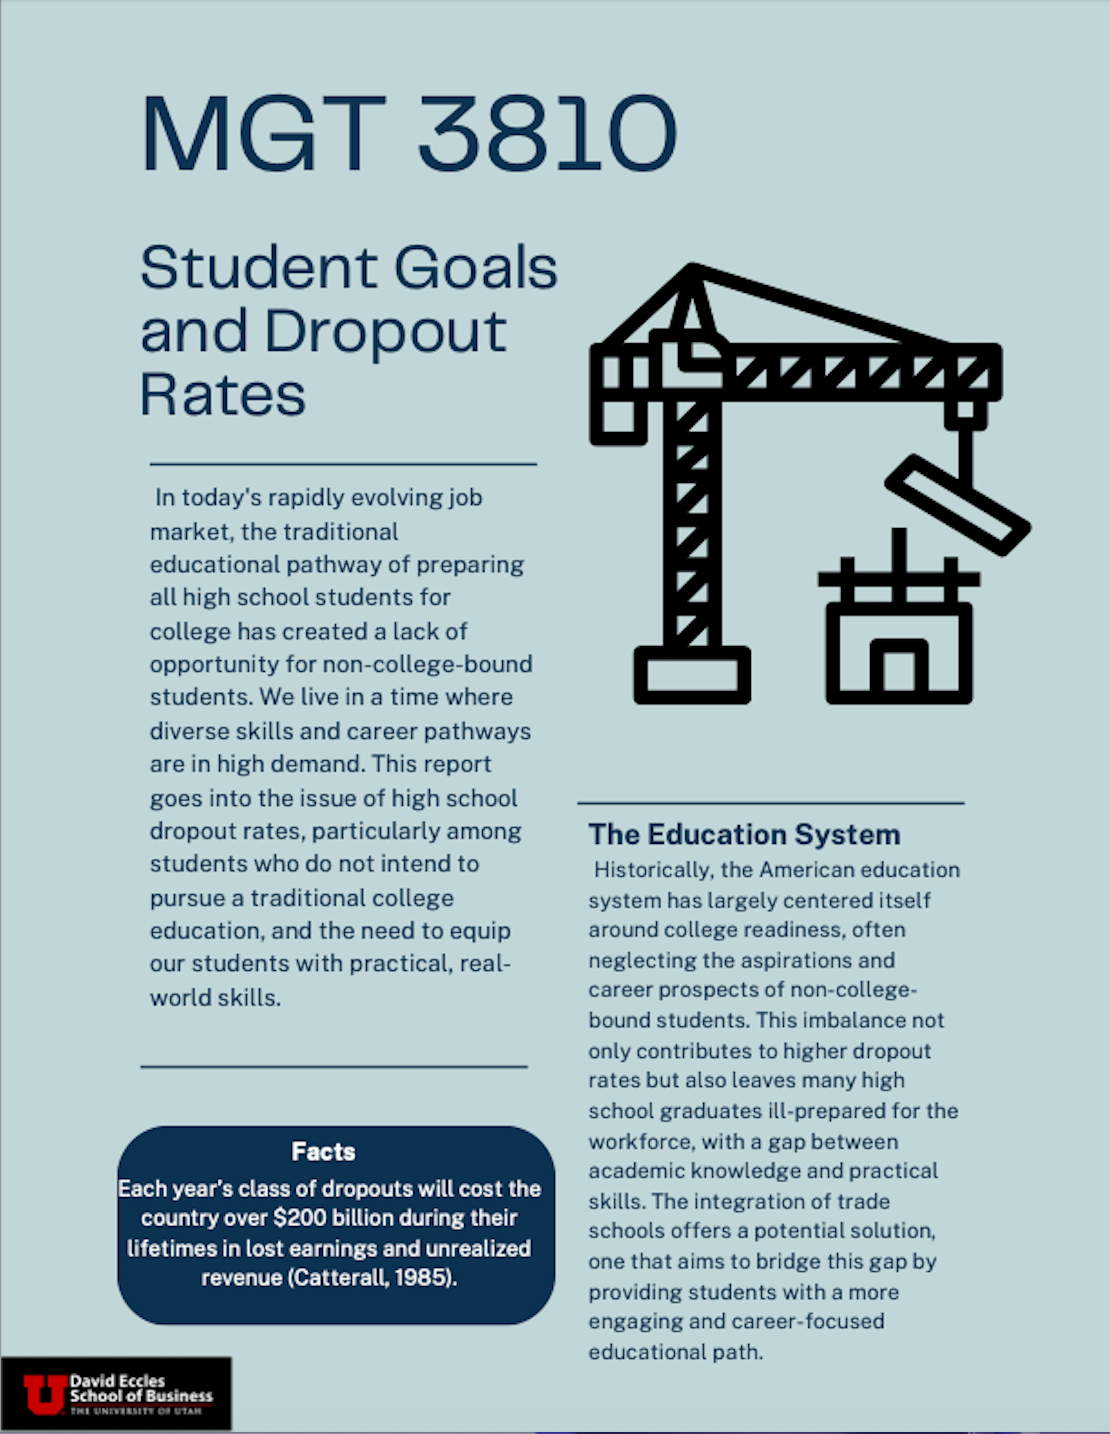 MGT 3810
Student Goals
and Dropout
Rates
In today's rapidly evolving job
market, the traditional
educational pathway of preparing
all high school students for
college has created a lack of
opportunity for non-college-bound
students. We live in a time where
diverse skills and career pathways
are in high demand. This report
goes into the issue of high school
dropout rates, particularly among
students who do not intend to
pursue a traditional college
education, and the need to equip
our students with practical, real-
world skills.
Facts
Each year's class of dropouts will cost the
country over $200 billion during their
lifetimes in lost earnings and unrealized
revenue (Catterall, 1985).
The Education System
Historically, the American education
system has largely centered itself
around college readiness, often
neglecting the aspirations and
career prospects of non-college-
bound students. This imbalance not
only contributes to higher dropout
rates but also leaves many high
school graduates ill-prepared for the
workforce, with a gap between
academic knowledge and practical
skills. The integration of trade
schools offers a potential solution,
one that aims to bridge this gap by
providing students with a more
engaging and career-focused
educational path.
U
David Eccles
School of Business
THE UNIVERSITY OF UTAH